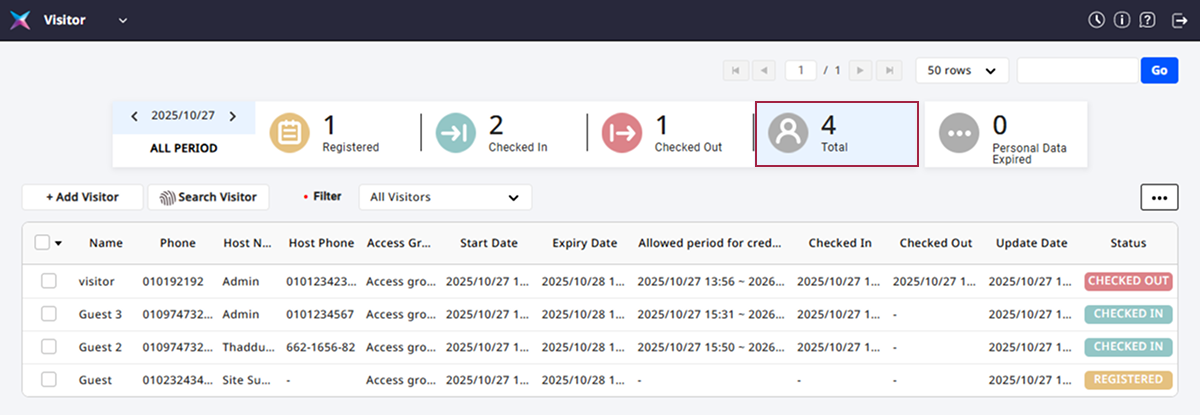 Visitor
1 / 1 50 rows Go
2025/10/27
ALL PERIOD
1
Registered
2
Checked In
1
Checked Out
4
Total
0
Personal Data
Expired
+ Add Visitor Search Visitor • Filter All Visitors ...
Name Phone Host N... Host Phone Access Gr... Start Date Expiry Date Allowed period for cred... Checked In Checked Out Update Date Status
visitor 010192192 Admin 010123423... Access gro... 2025/10/27 1... 2025/10/28 1... 2025/10/27 13:56 ~ 2026... 2025/10/27 1... 2025/10/27 1... 2025/10/27 1... CHECKED OUT
Guest 3 010974732... Admin 0101234567 Access gro... 2025/10/27 1... 2025/10/28 1... 2025/10/27 15:31 ~ 2026... 2025/10/27 1... - 2025/10/27 1... CHECKED IN
Guest 2 010974732... Thaddu... 662-1656-82 Access gro... 2025/10/27 1... 2025/10/28 1... 2025/10/27 15:50 ~ 2026... 2025/10/27 1... - 2025/10/27 1... CHECKED IN
Guest 010232434... Site Su... - Access gro... 2025/10/27 1... 2025/10/28 1... - - - 2025/10/27 1... REGISTERED